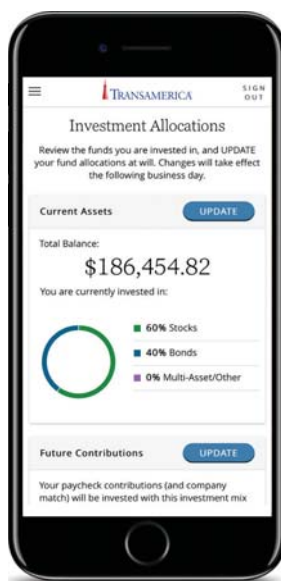 TRANSAMERICA
SIGN
OUT
Investment Allocations
Review the funds you are invested in, and UPDATE
your fund allocations at will. Changes will take effect
the following business day.
Current Assets UPDATE
Total Balance:
$186,454.82
You are currently invested in:
60% Stocks
40% Bonds
0% Multi-Asset/Other
Future Contributions UPDATE
Your paycheck contributions (and company
match) will be invested with this investment mix